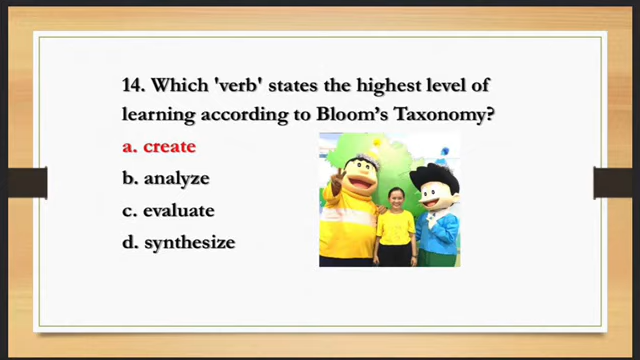 14. Which 'verb' states the highest level of
learning according to Bloom’s Taxonomy?
a. create
b. analyze
c. evaluate
d. synthesize